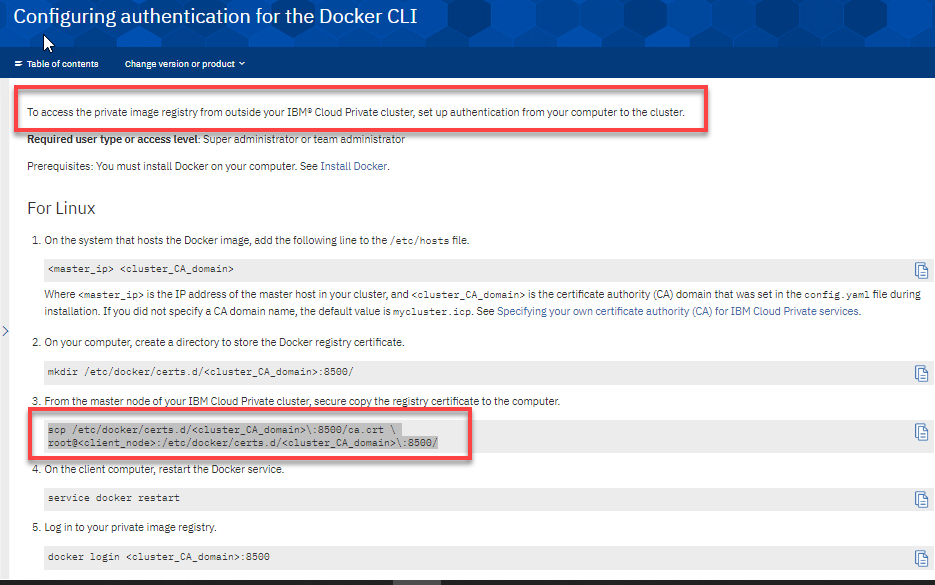 Configuring authentication for the Docker CLI
Table of contents
Change version or product
To access the private image registry from outside your IBM® Cloud Private cluster, set up authentication from your computer to the cluster.
Required user type or access level: Super administrator or team administrator
Prerequisites: You must install Docker on your computer. See Install Docker.
For Linux
1. On the system that hosts the Docker image, add the following line to the /etc/hosts file.
<master_ip> <cluster_CA_domain>
Where <master_ip> is the IP address of the master host in your cluster, and <cluster_CA_domain> is the certificate authority (CA) domain that was set in the config.yaml file during
installation. If you did not specify a CA domain name, the default value is mycluster.icp. See Specifying your own certificate authority (CA) for IBM Cloud Private services.
2. On your computer, create a directory to store the Docker registry certificate.
mkdir /etc/docker/certs.d/<cluster_CA_domain>:8500/
3. From the master node of your IBM Cloud Private cluster, secure copy the registry certificate to the computer.
scp /etc/docker/certs.d/<cluster_CA_domain>\:8500/ca.crt \
root@<client_node>:/etc/docker/certs.d/<cluster_CA_domain>\:8500/
4. On the client computer, restart the Docker service.
service docker restart
5. Log in to your private image registry.
docker login <cluster_CA_domain>:8500